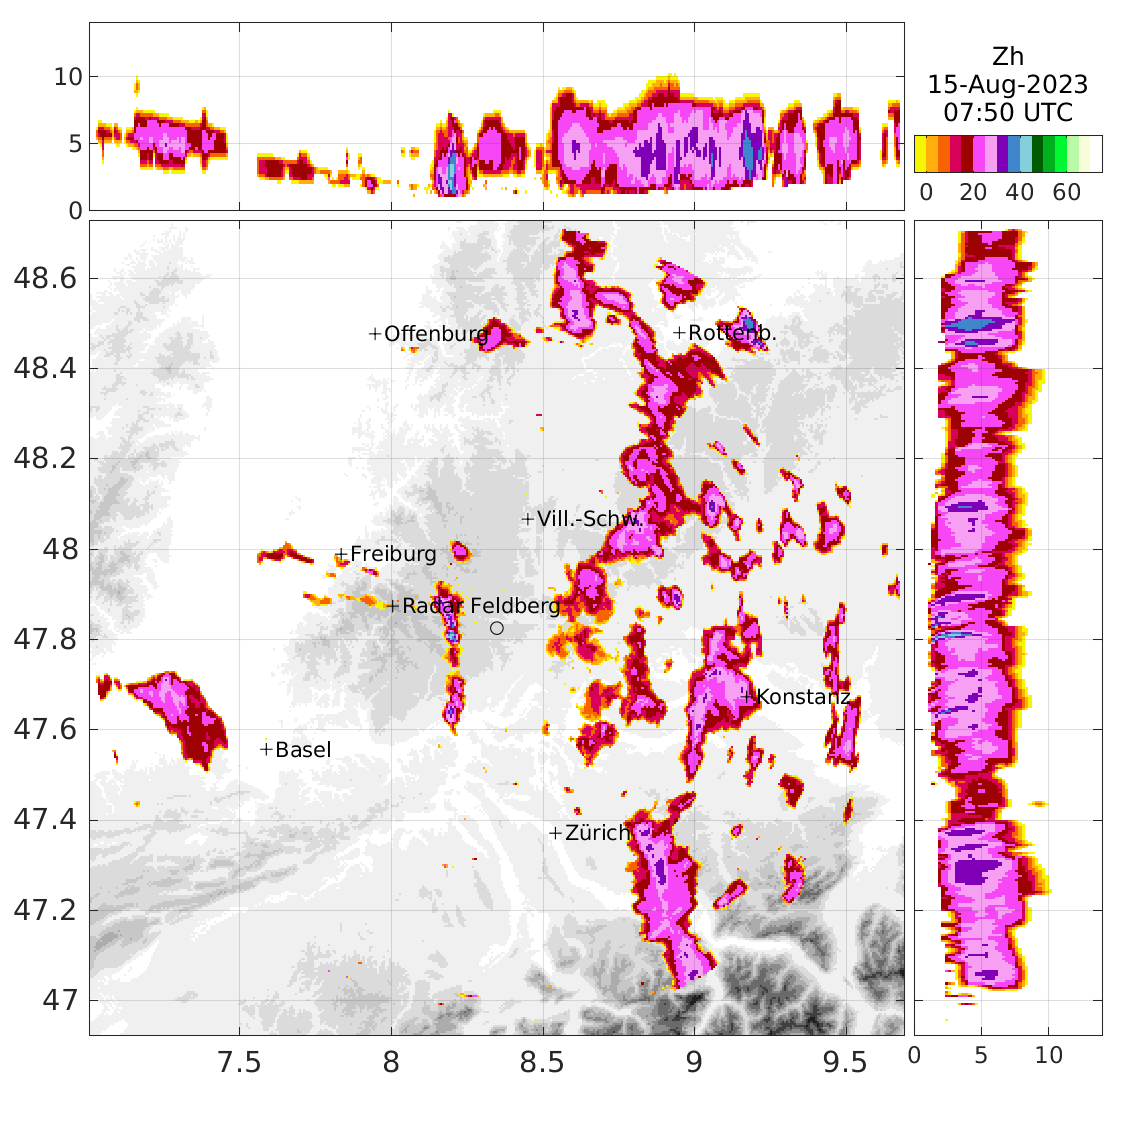 10
5
0
Zh
15-Aug-2023
07:50 UTC
0 20 40 60
48.6
48.4
48.2
48
47.8
47.6
47.4
47.2
47
+Offenburg
+Rottenb.
+Vill.-Schw.
+Freiburg
+Radar Feldberg
+Konstanz
+Basel
+Zürich
7.5 8 8.5 9 9.5
0 5 10